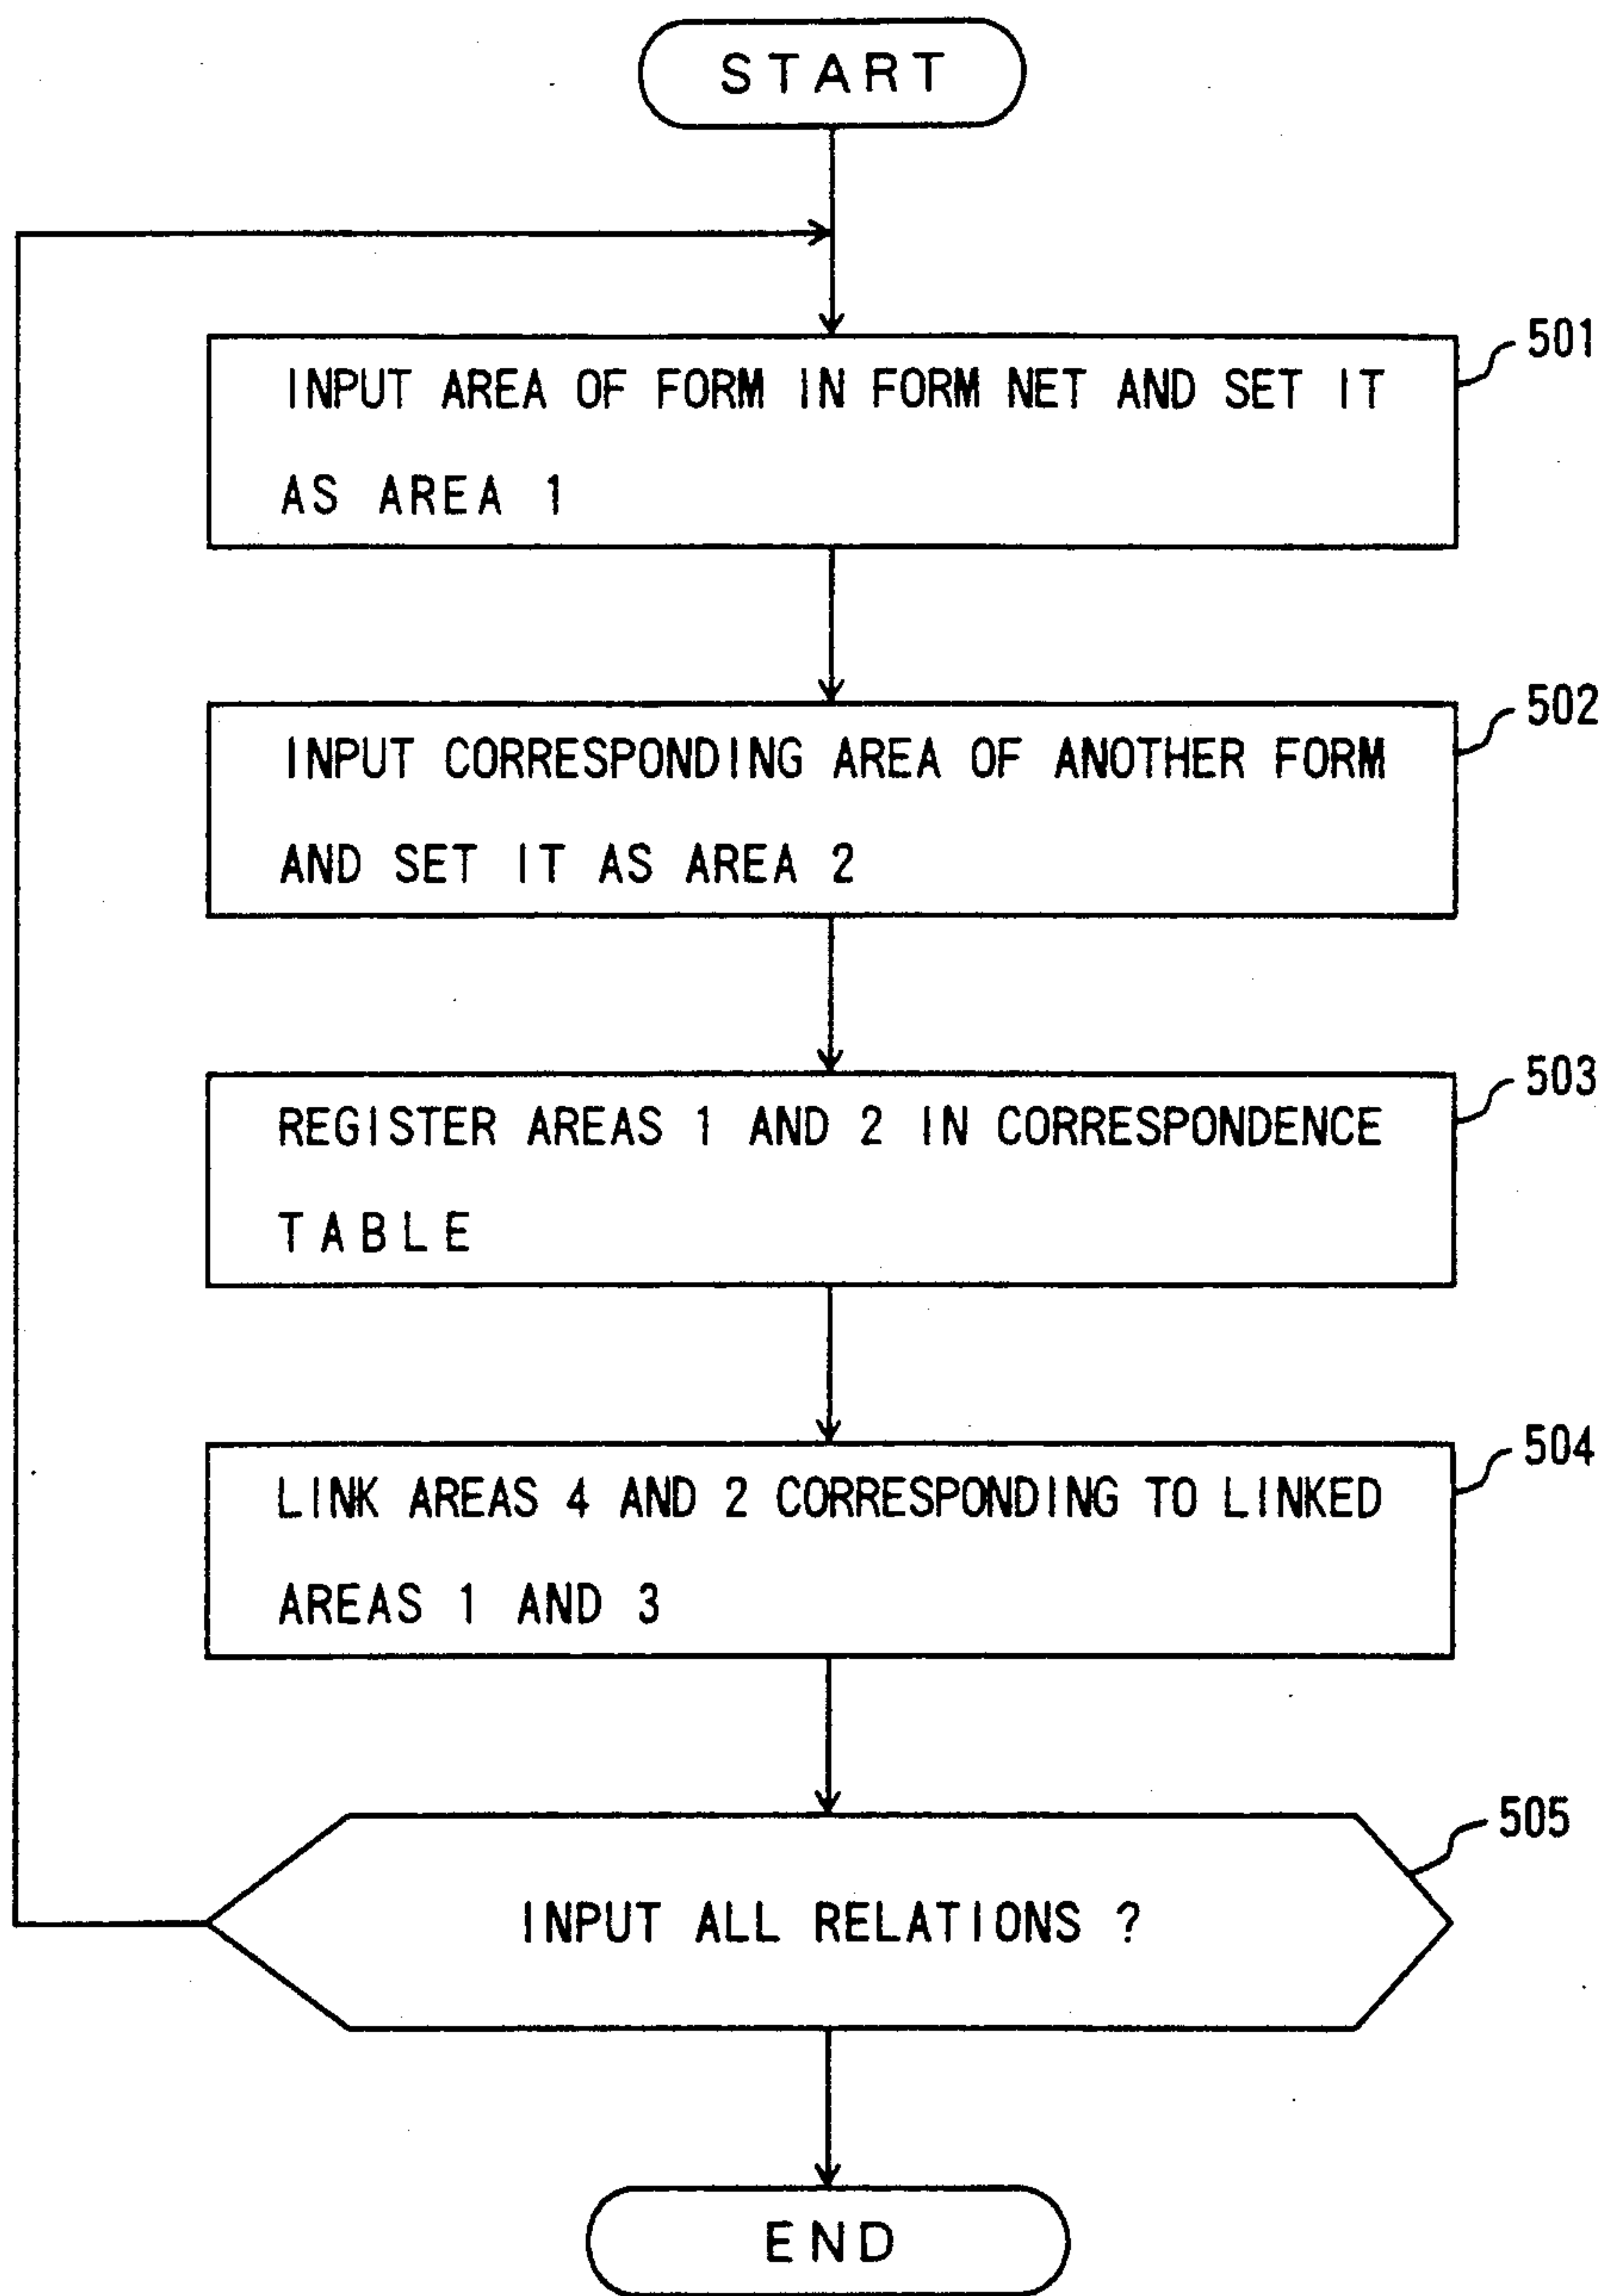 START
501
INPUT AREA OF FORM IN FORM NET AND SET IT
AS AREA 1
502
INPUT CORRESPONDING AREA OF ANOTHER FORM
AND SET IT AS AREA 2
503
REGISTER AREAS 1 AND 2 IN CORRESPONDENCE
TABLE
504
LINK AREAS 4 AND 2 CORRESPONDING TO LINKED
AREAS 1 AND 3
505
INPUT ALL RELATIONS ?
END